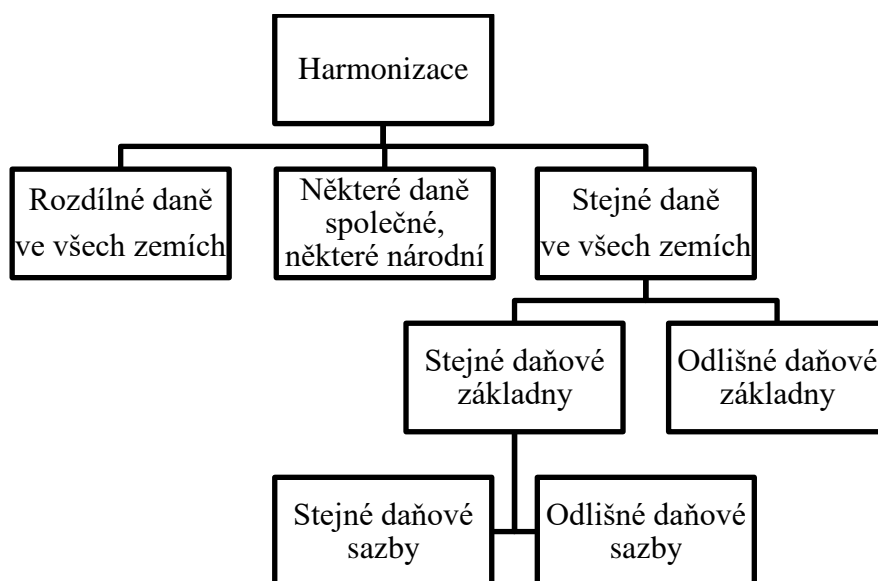 Harmonizace
Rozdílné daně
ve všech zemích
Některé daně
společné,
některé národní
Stejné daně
ve všech zemích
Stejné daňové
základny
Odlišné daňové
základny
Stejné daňové
sazby
Odlišné daňové
sazby